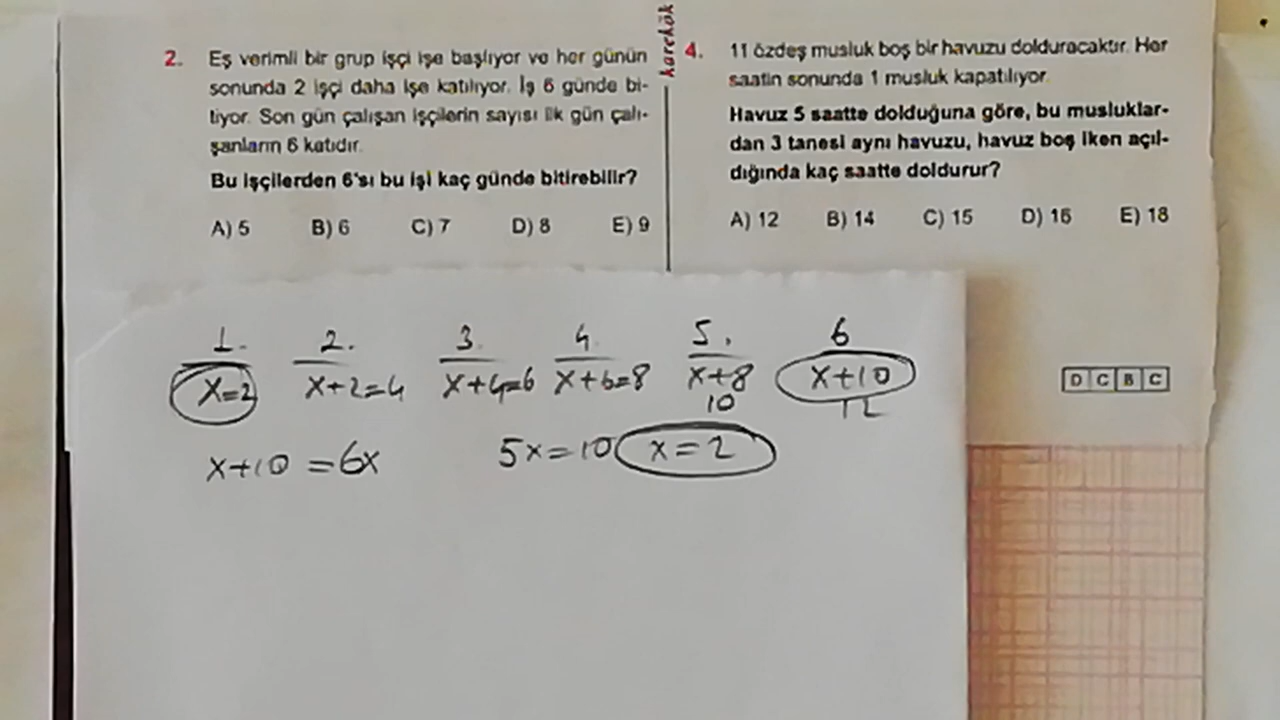 2. Eş verimli bir grup işçi işe başlıyor ve her günün
sonunda 2 işçi daha işe katılıyor. İş 6 günde bi-
tiyor. Son gün çalışan işçilerin sayısı ilk gün çalı-
şanların 6 katıdır.
Bu işçilerden 6'sı bu işi kaç günde bitirebilir?
A) 5 B) 6 C) 7 D) 8 E) 9
karekök
4. 11 özdeş musluk boş bir havuzu dolduracaktır. Her
saatin sonunda 1 musluk kapatılıyor.
Havuz 5 saatte dolduğuna göre, bu musluklar-
dan 3 tanesi aynı havuzu, havuz boş iken açıl-
dığında kaç saatte doldurur?
A) 12 B) 14 C) 15 D) 16 E) 18
D C B C
1. 2. 3. 4. 5. 6
x=2 x+2=4 x+4=6 x+6=8 x+8 x+10
10 12
x+10 =6x 5x=10 x=2